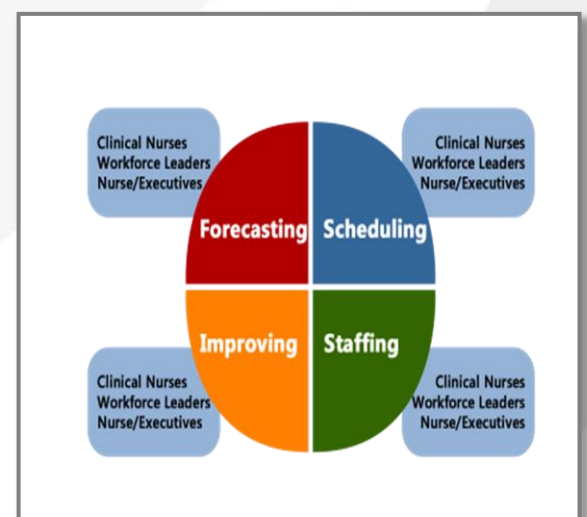 Clinical Nurses
Workforce Leaders
Nurse/Executives
Clinical Nurses
Workforce Leaders
Nurse/Executives
Forecasting
Scheduling
Improving
Staffing
Clinical Nurses
Workforce Leaders
Nurse/Executives
Clinical Nurses
Workforce Leaders
Nurse/Executives